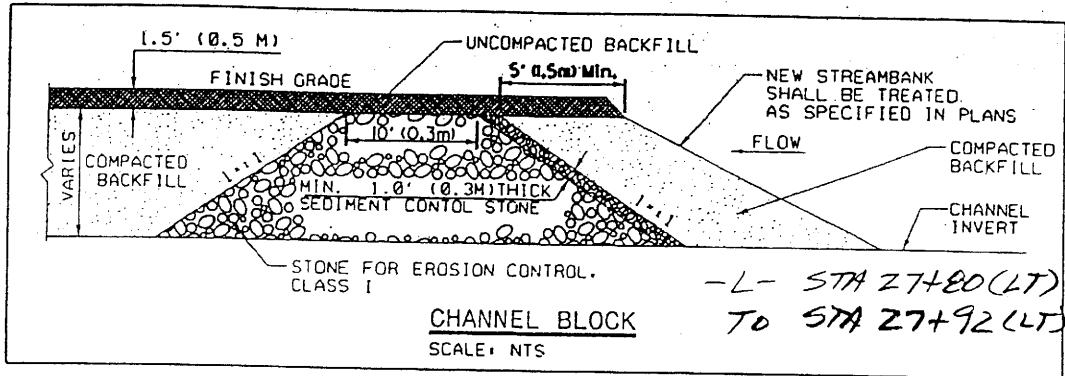 1.5' (0.5 M)
UNCOMPACTED BACKFILL
5' (1.5m) Min.
FINISH GRADE
NEW STREAMBANK
SHALL BE TREATED.
AS SPECIFIED IN PLANS
10' (0.3m)
FLOW
VARIES
COMPACTED
BACKFILL
1:1
COMPACTED
BACKFILL
MIN. 1.0' (0.3M)THICK
SEDIMENT CONTOL STONE
1:1
CHANNEL
INVERT
STONE FOR EROSION CONTROL.
CLASS I
-L- STA 27+80 (LT)
TO STA 27+92 (LT)
CHANNEL BLOCK
SCALE: NTS